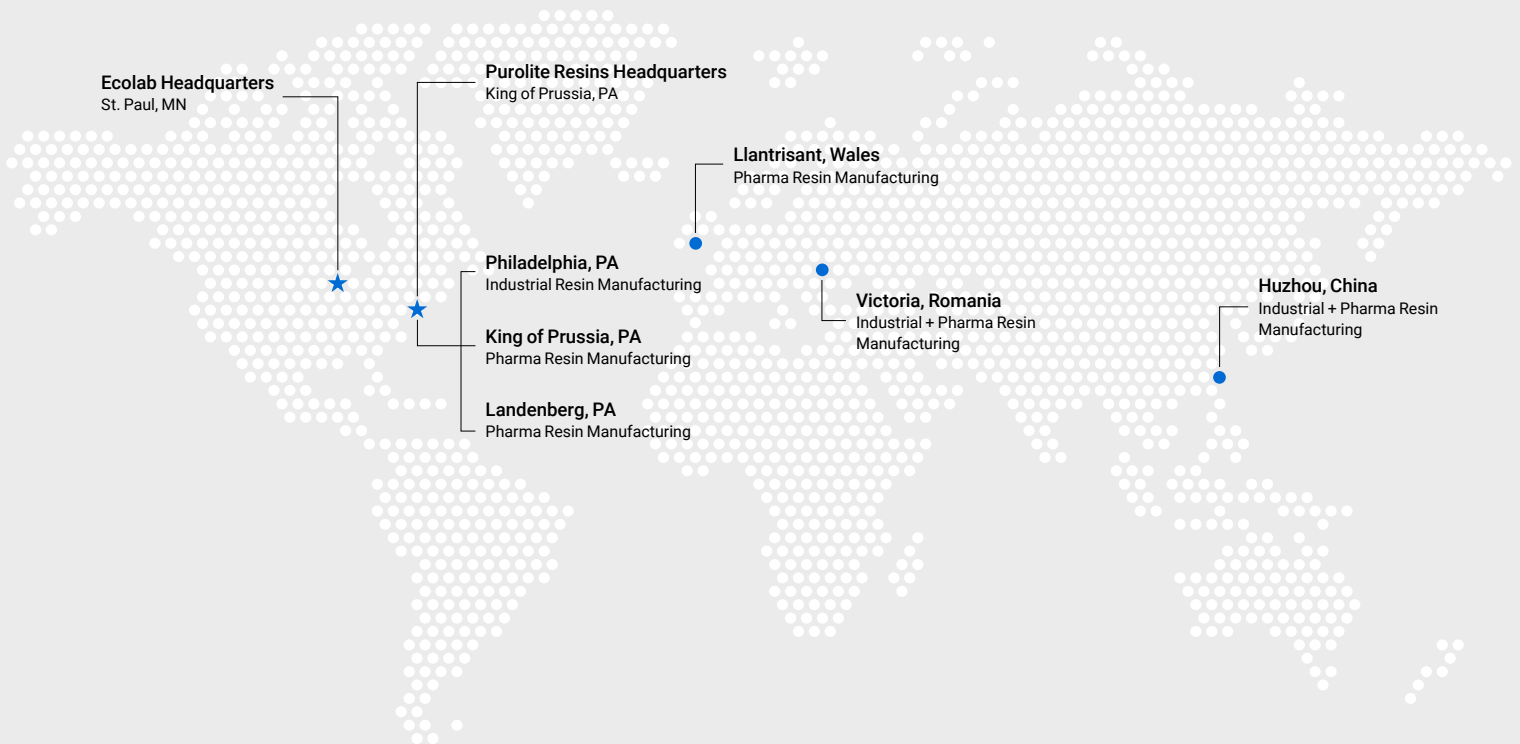 Ecolab Headquarters
St. Paul, MN
Purolite Resins Headquarters
King of Prussia, PA
Llantrisant, Wales
Pharma Resin Manufacturing
Philadelphia, PA
Industrial Resin Manufacturing
King of Prussia, PA
Pharma Resin Manufacturing
Landenberg, PA
Pharma Resin Manufacturing
Victoria, Romania
Industrial + Pharma Resin
Manufacturing
Huzhou, China
Industrial + Pharma Resin
Manufacturing